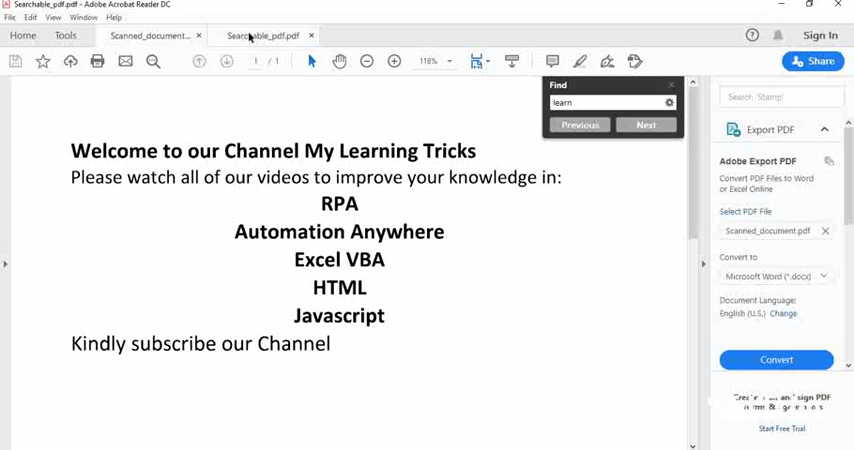 Searchable_pdf.pdf - Adobe Acrobat Reader DC
File Edit View Window Help
Home Tools Scanned_document... × Searchable_pdf.pdf × Sign In
1 / 1 116% Share
Find
learn
Previous Next
Search 'Stamp'
Export PDF
Adobe Export PDF
Convert PDF Files to Word
or Excel Online
Select PDF File
Scanned_document.pdf
Convert to
Microsoft Word (*.docx)
Document Language:
English (U.S.) Change
Convert
and sign PDF
Start Free Trial
Welcome to our Channel My Learning Tricks
Please watch all of our videos to improve your knowledge in:
RPA
Automation Anywhere
Excel VBA
HTML
Javascript
Kindly subscribe our Channel